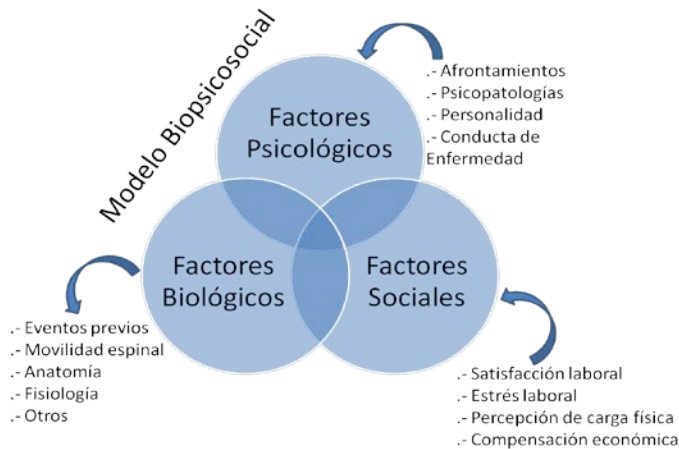 Modelo Biopsicosocial
Factores
Psicológicos
.- Afrontamientos
.- Psicopatologías
.- Personalidad
.- Conducta de
Enfermedad
Factores
Biológicos
Factores
Sociales
.- Eventos previos
.- Movilidad espinal
.- Anatomía
.- Fisiología
.- Otros
.- Satisfacción laboral
.- Estrés laboral
.- Percepción de carga física
.- Compensación económica